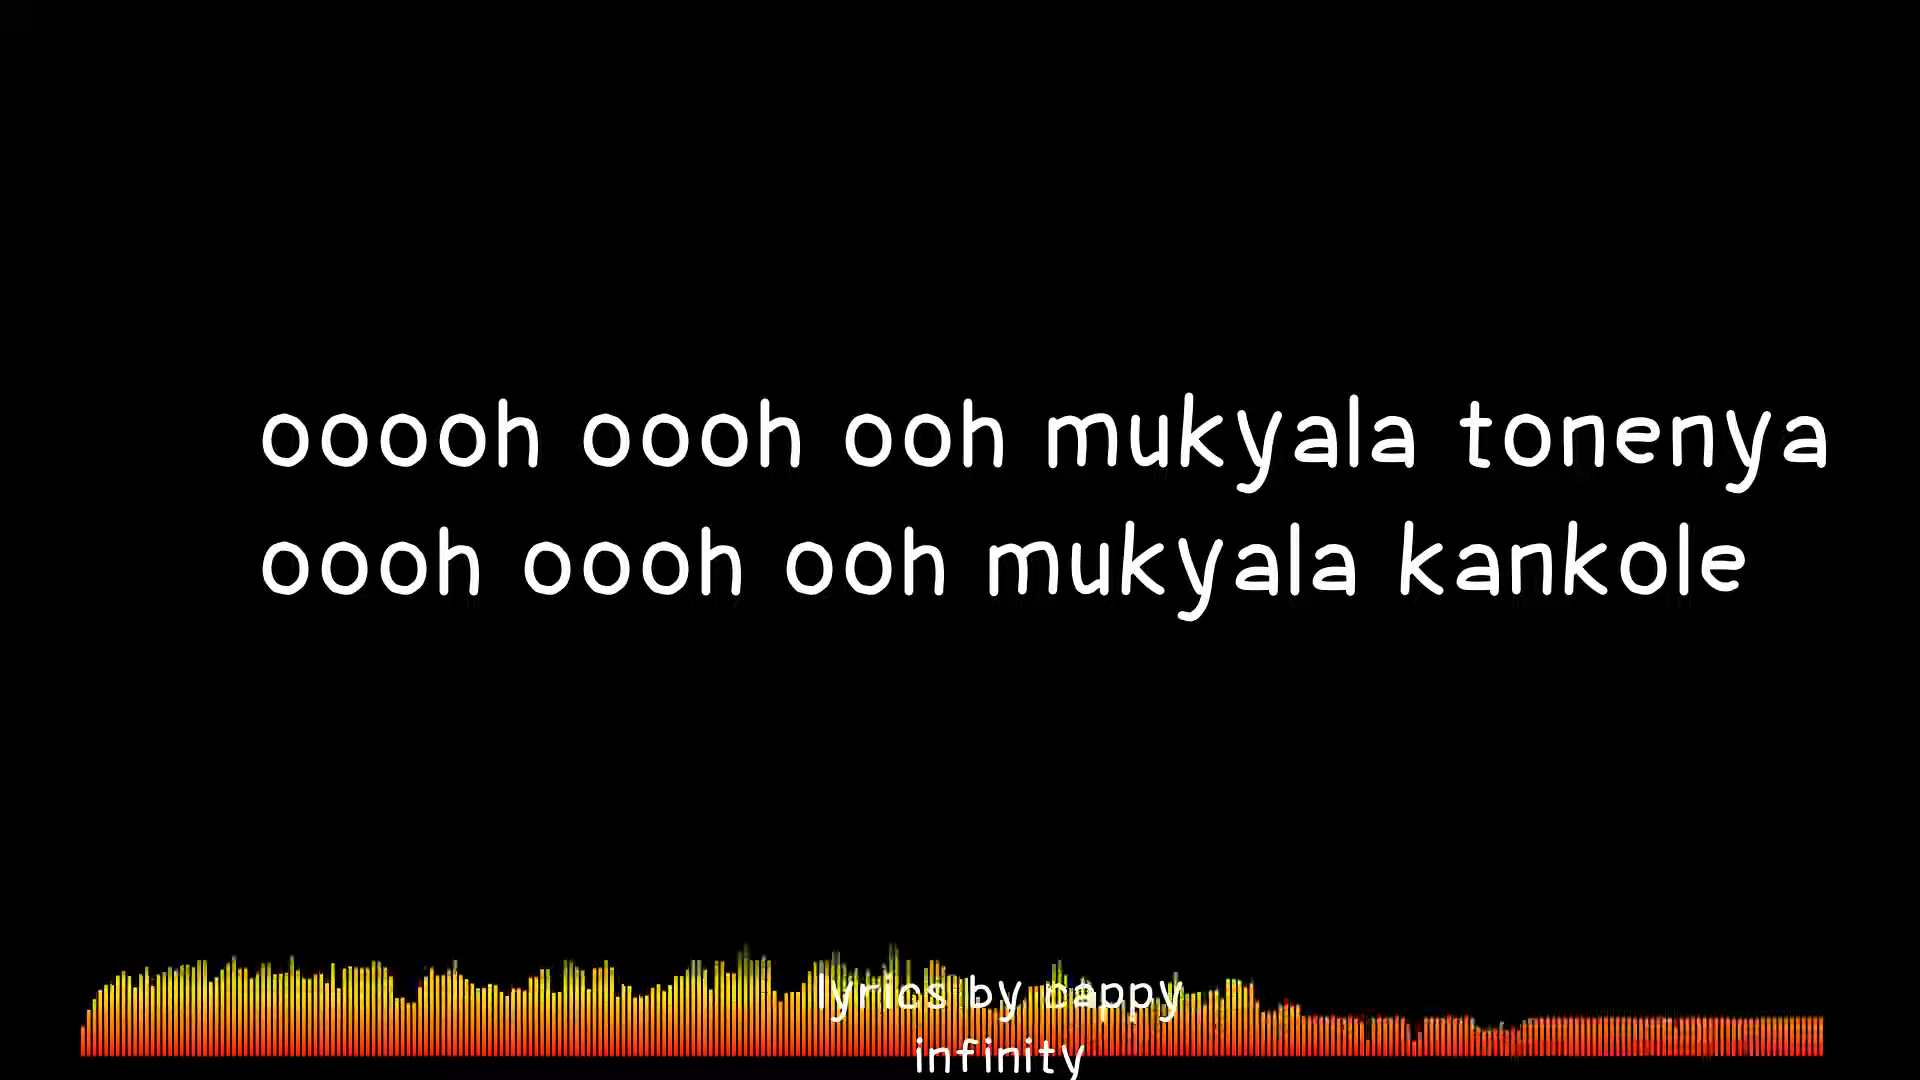 ooooh oooh ooh mukyala tonenya
oooh oooh ooh mukyala kankole
lyrics by cappy
infinity